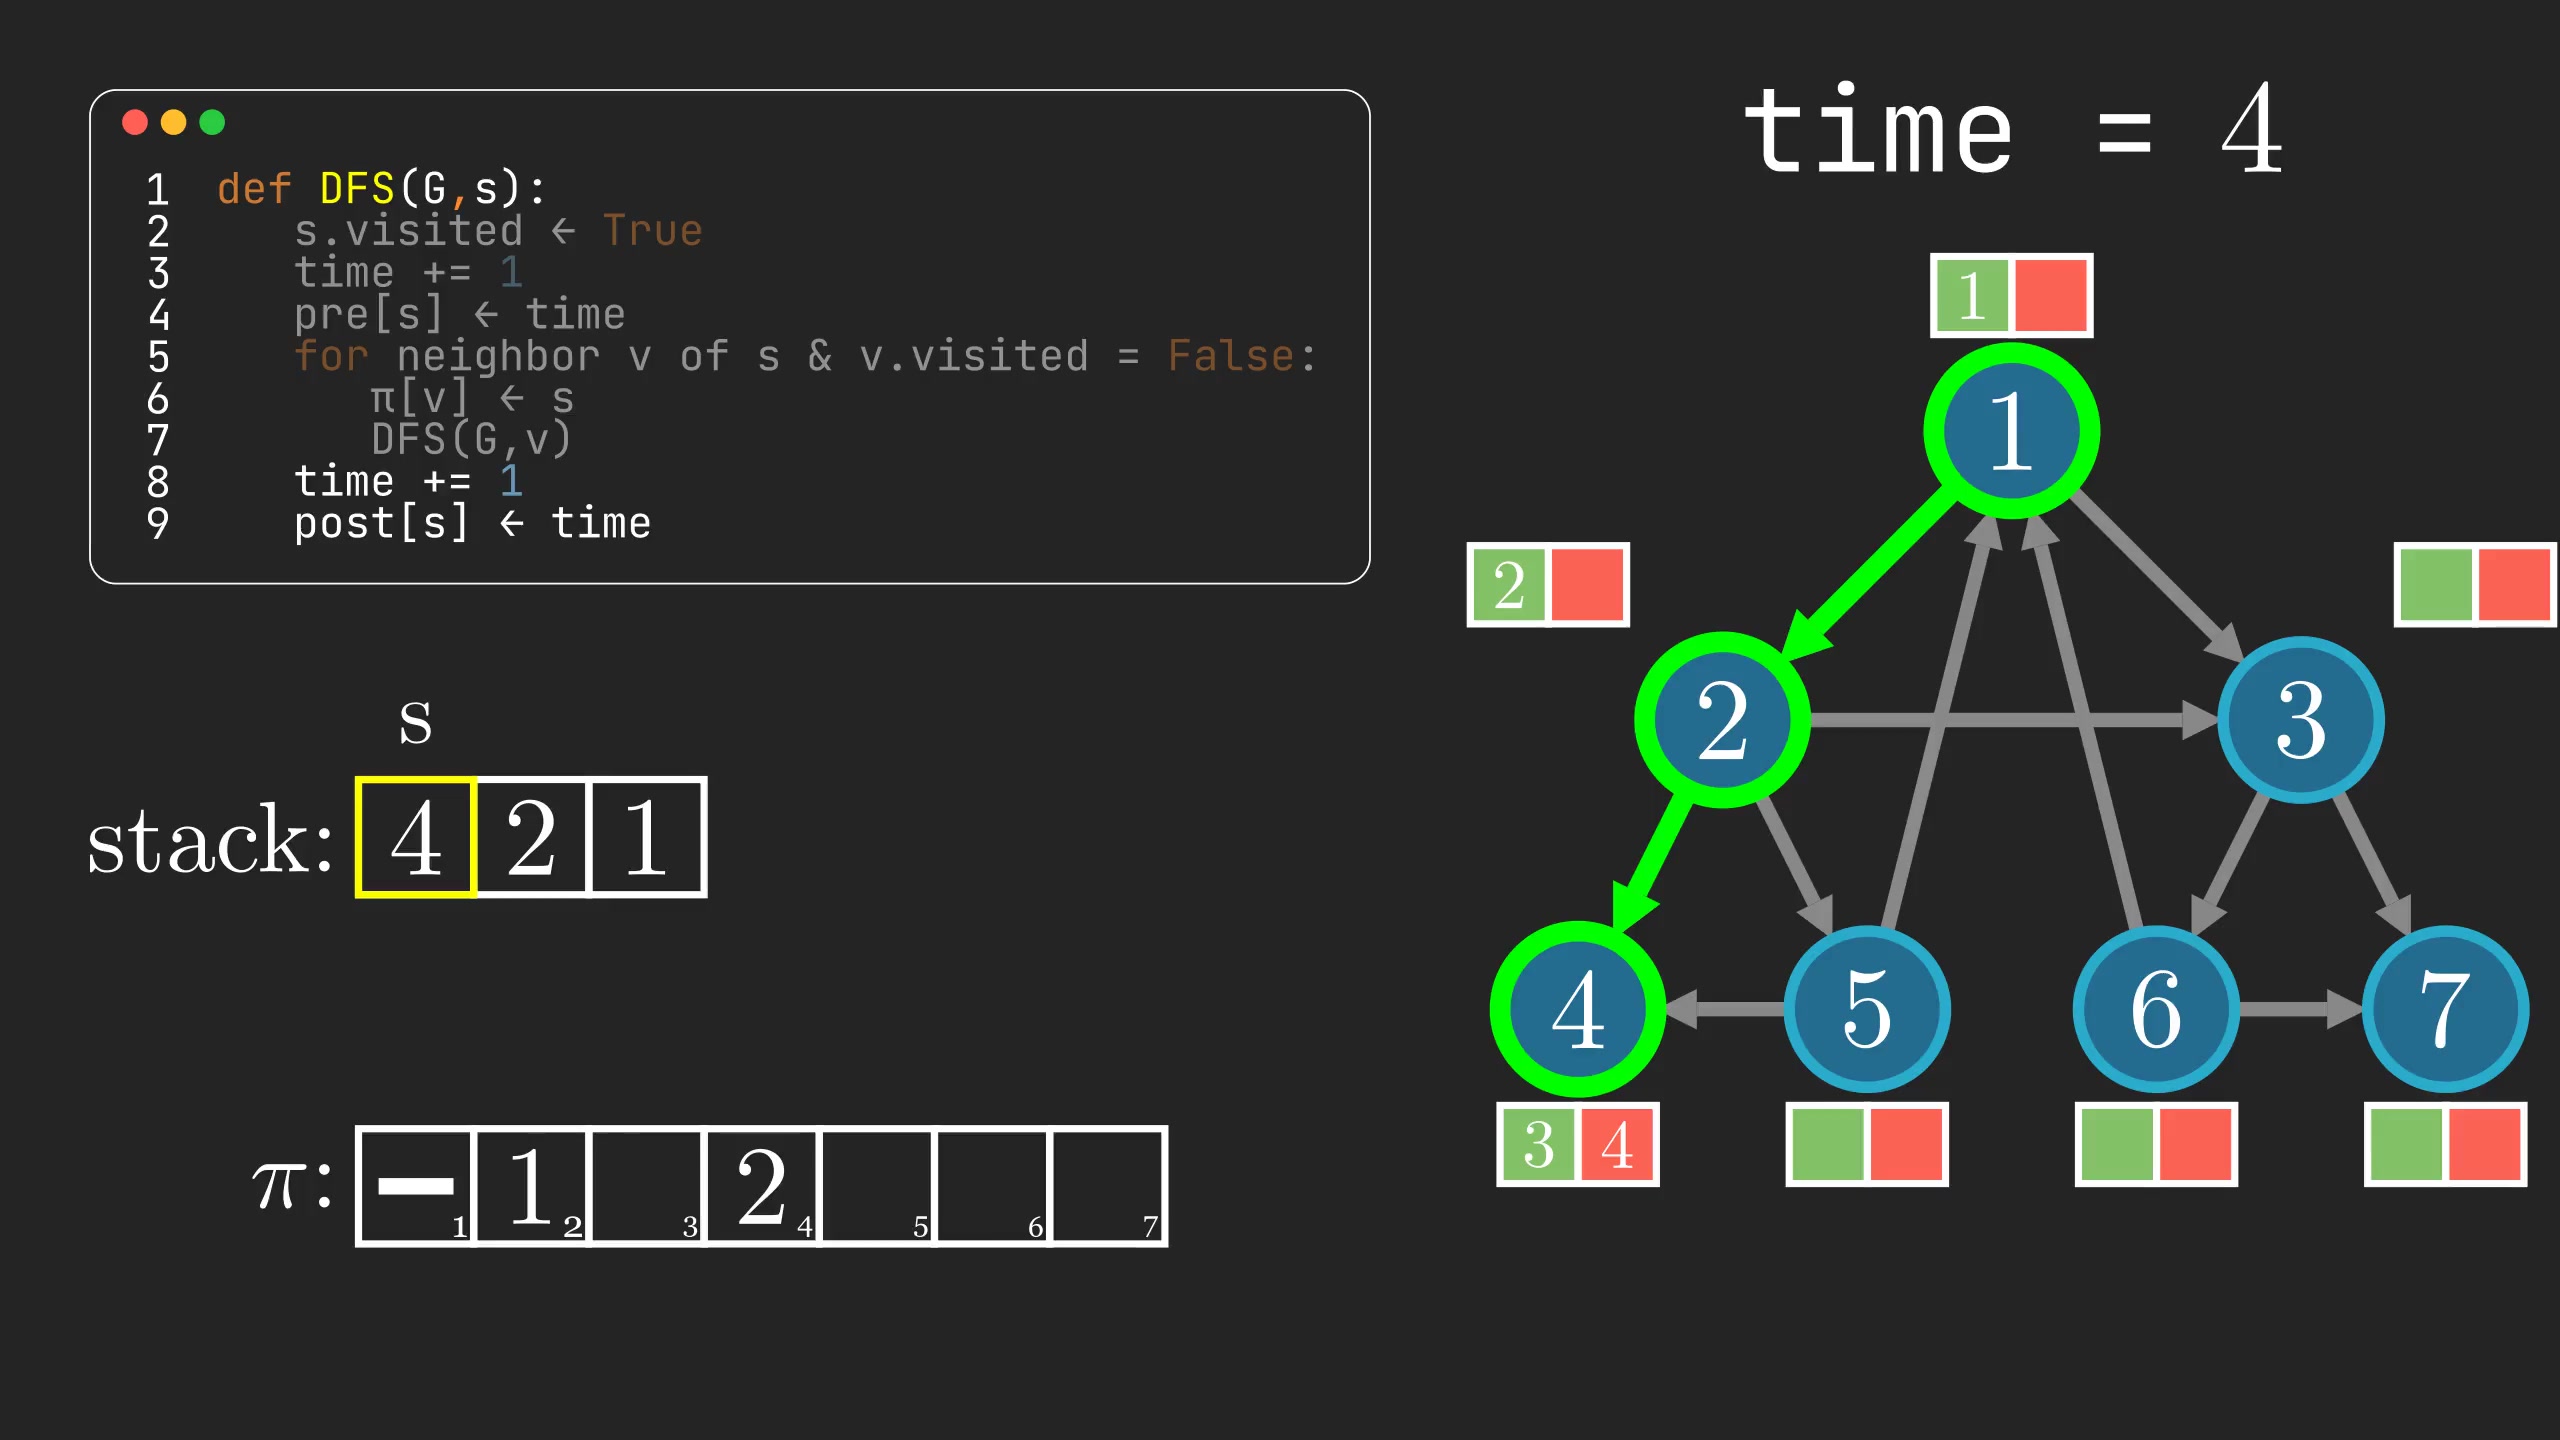 time = 4
1 def DFS(G,s):
2 s.visited ← True
3 time += 1
4 pre[s] ← time
5 for neighbor v of s & v.visited = False:
6 π[v] ← s
7 DFS(G,v)
8 time += 1
9 post[s] ← time
s
stack: 4 2 1
π: – 1 1 2 3 2 4 5 6 7
1
1
2
2 3
4 5 6 7
3 4